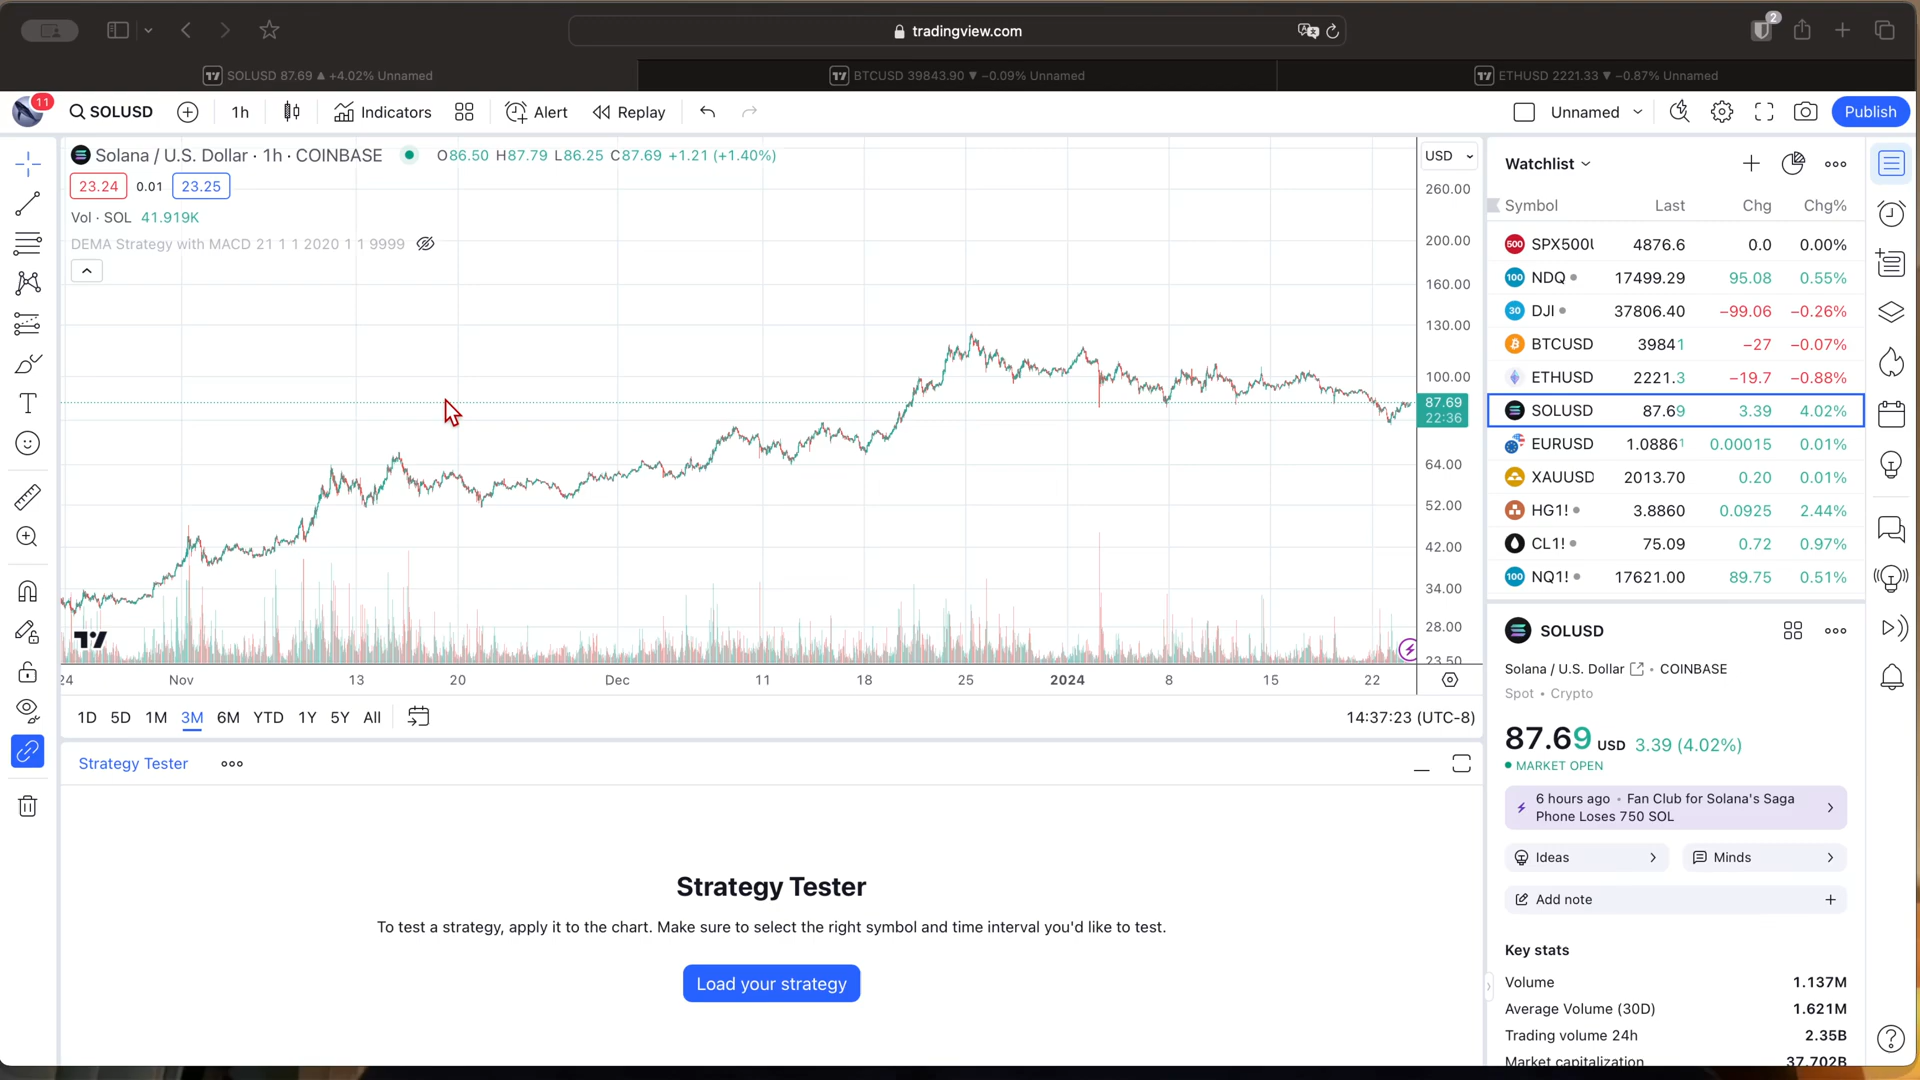 2
tradingview.com
SOLUSD 87.69 ▲ +4.02% Unnamed
BTCUSD 39843.90 ▼ −0.09% Unnamed
ETHUSD 2221.33 ▼ −0.87% Unnamed
11
SOLUSD
1h
Indicators
Alert
Replay
Unnamed
Publish
Solana / U.S. Dollar · 1h · COINBASE
O86.50 H87.79 L86.25 C87.69 +1.21 (+1.40%)
USD
23.24 0.01 23.25
Vol · SOL 41.919K
DEMA Strategy with MACD 21 1 1 2020 1 1 9999
260.00
200.00
160.00
130.00
100.00
87.69
22:36
64.00
52.00
42.00
34.00
28.00
23.50
24 Nov 13 20 Dec 11 18 25 2024 8 15 22
1D 5D 1M 3M 6M YTD 1Y 5Y All
14:37:23 (UTC-8)
Strategy Tester
Strategy Tester
To test a strategy, apply it to the chart. Make sure to select the right symbol and time interval you'd like to test.
Load your strategy
Watchlist
Symbol Last Chg Chg%
500 SPX500U 4876.6 0.0 0.00%
100 NDQ 17499.29 95.08 0.55%
30 DJI 37806.40 −99.06 −0.26%
BTCUSD 39841 −27 −0.07%
ETHUSD 2221.3 −19.7 −0.88%
SOLUSD 87.69 3.39 4.02%
EURUSD 1.08861 0.00015 0.01%
XAUUSD 2013.70 0.20 0.01%
HG1! 3.8860 0.0925 2.44%
CL1! 75.09 0.72 0.97%
100 NQ1! 17621.00 89.75 0.51%
SOLUSD
Solana / U.S. Dollar • COINBASE
Spot • Crypto
87.69 USD 3.39 (4.02%)
MARKET OPEN
6 hours ago • Fan Club for Solana's Saga
Phone Loses 750 SOL
Ideas
Minds
Add note
Key stats
Volume 1.137M
Average Volume (30D) 1.621M
Trading volume 24h 2.35B
Market capitalization 37.702B